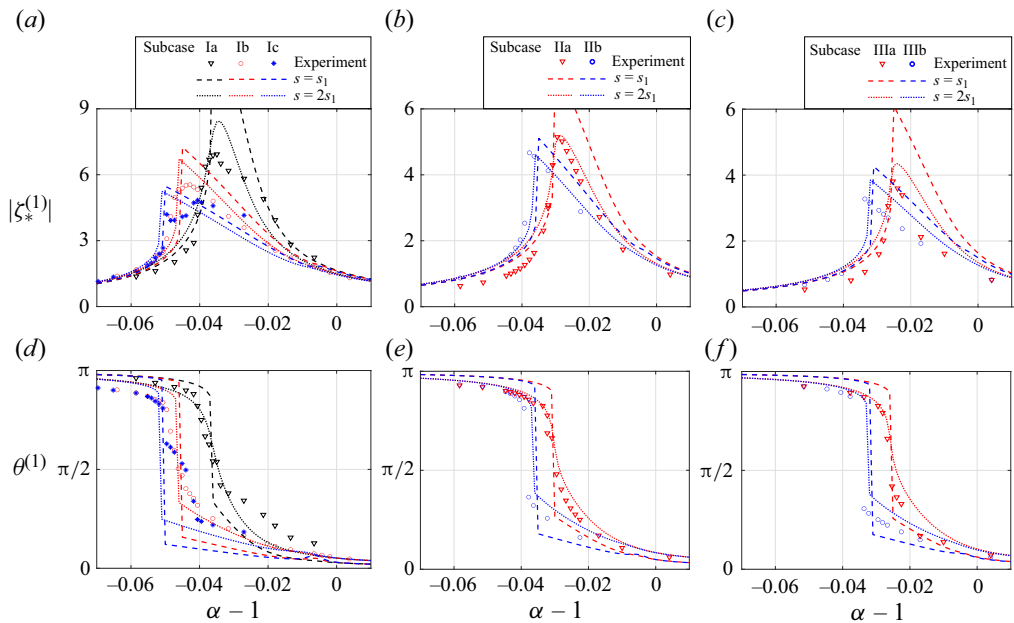 (a) (b) (c)
Subcase Ia Ib Ic
Experiment
s = s₁
s = 2s₁
Subcase IIa IIb
Experiment
s = s₁
s = 2s₁
Subcase IIIa IIIb
Experiment
s = s₁
s = 2s₁
|ζ*⁽¹⁾|
9
6
3
0
–0.06 –0.04 –0.02 0
6
4
2
0
–0.06 –0.04 –0.02 0
6
4
2
0
–0.06 –0.04 –0.02 0
(d) (e) (f)
θ⁽¹⁾
π
π/2
0
–0.06 –0.04 –0.02 0
α – 1
π
π/2
0
–0.06 –0.04 –0.02 0
α – 1
π
π/2
0
–0.06 –0.04 –0.02 0
α – 1